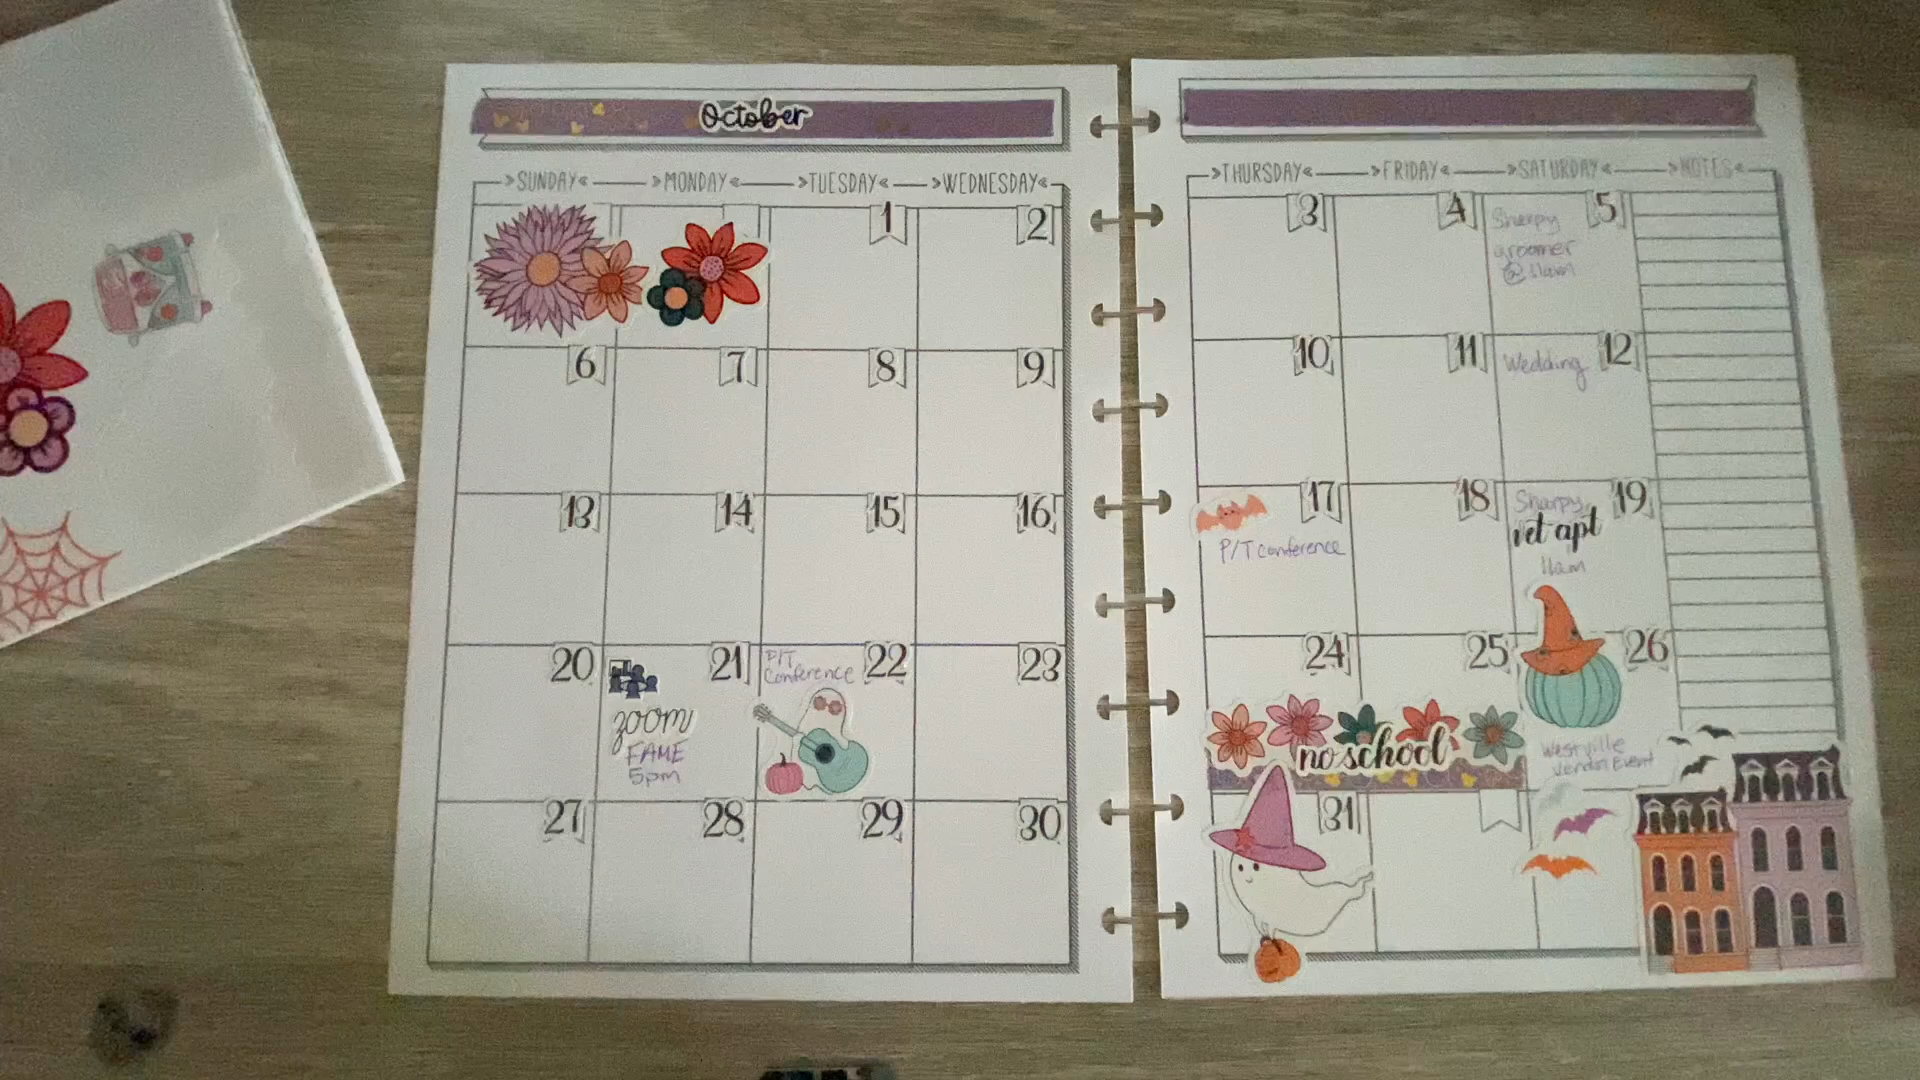 October
»SUNDAY«
»MONDAY«
»TUESDAY«
»WEDNESDAY«
»THURSDAY«
»FRIDAY«
»SATURDAY«
»NOTES«
1
2
3
4
5
Sharpy
groomer
@ 11am
6
7
8
9
10
11
12
Wedding
13
14
15
16
17
P/T conference
18
19
Sharpy
vet apt
11am
20
21
zoom
FAME
5pm
22
P/T
Conference
23
24
25
no school
26
Westville
Vendor Event
27
28
29
30
31